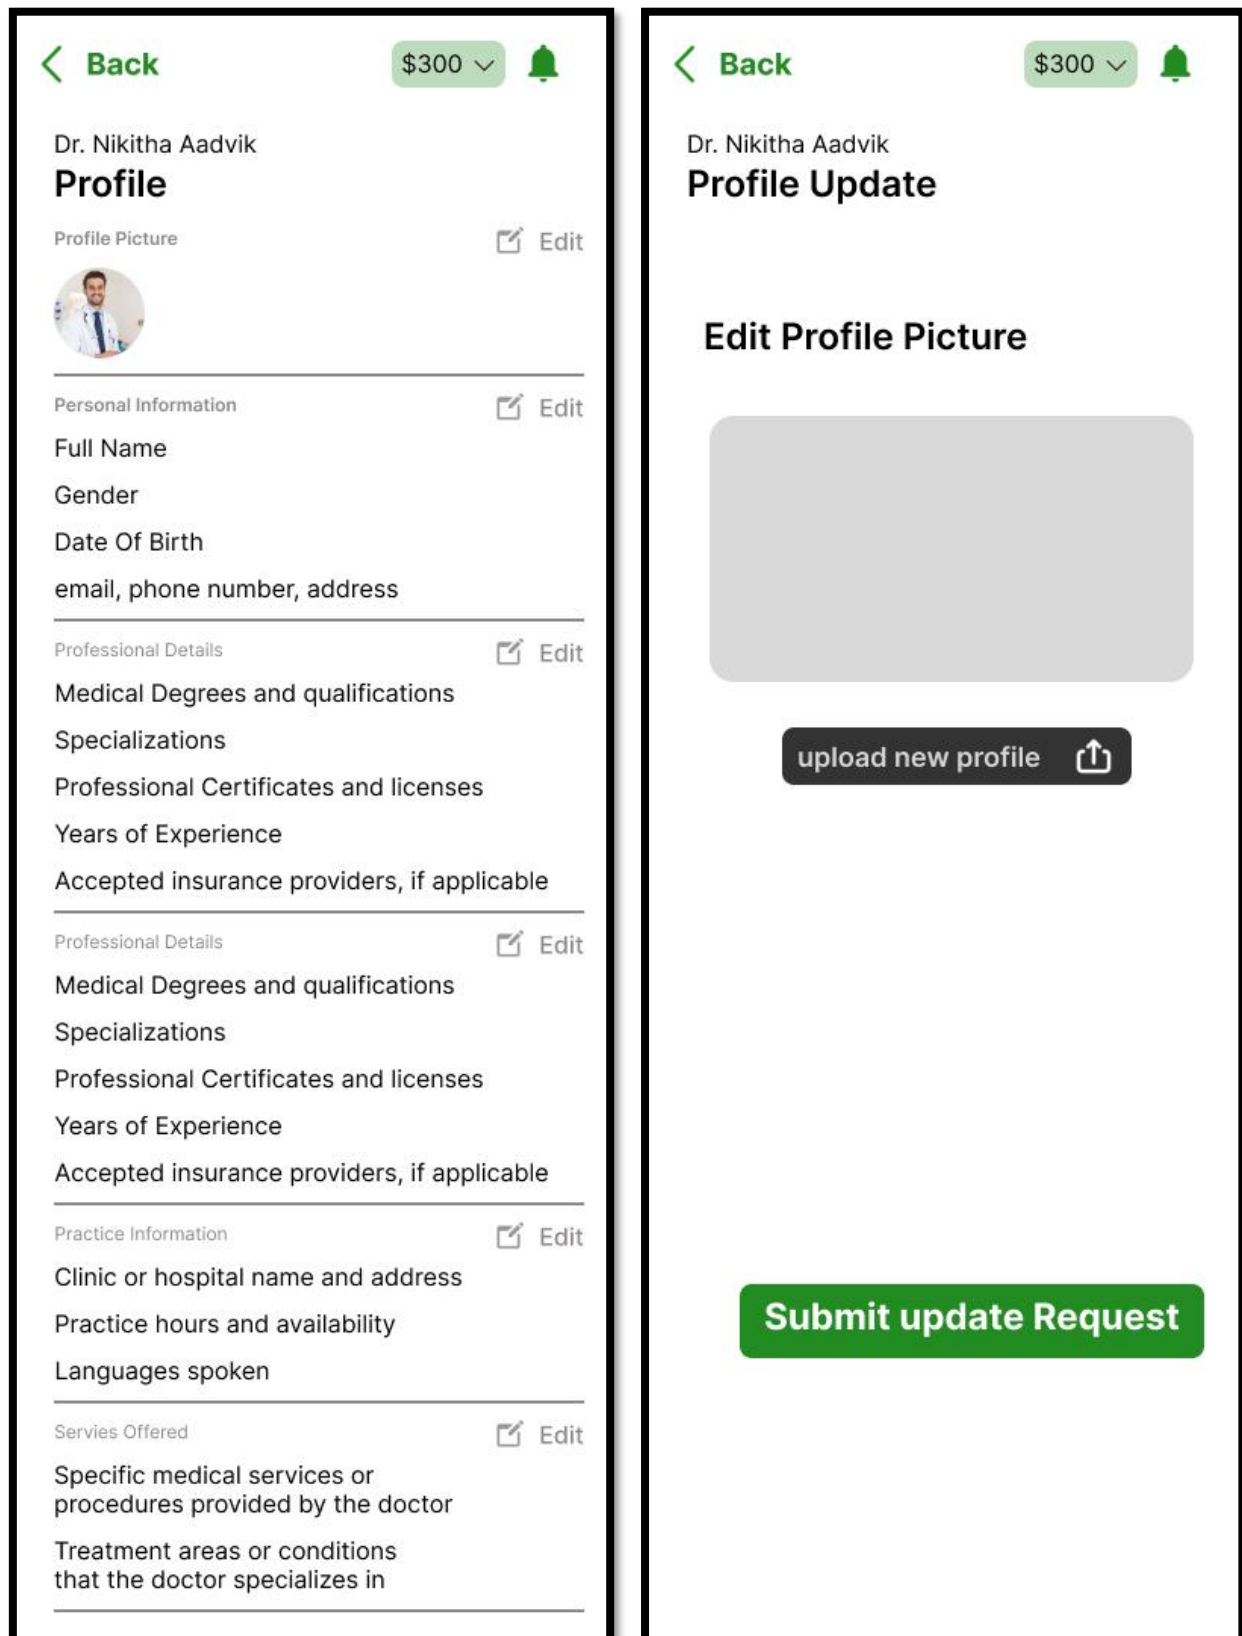 Back
$300
Dr. Nikitha Aadvik
Profile
Profile Picture
Edit
Personal Information
Edit
Full Name
Gender
Date Of Birth
email, phone number, address
Professional Details
Edit
Medical Degrees and qualifications
Specializations
Professional Certificates and licenses
Years of Experience
Accepted insurance providers, if applicable
Professional Details
Edit
Medical Degrees and qualifications
Specializations
Professional Certificates and licenses
Years of Experience
Accepted insurance providers, if applicable
Practice Information
Edit
Clinic or hospital name and address
Practice hours and availability
Languages spoken
Servies Offered
Edit
Specific medical services or
procedures provided by the doctor
Treatment areas or conditions
that the doctor specializes in
Back
$300
Dr. Nikitha Aadvik
Profile Update
Edit Profile Picture
upload new profile
Submit update Request